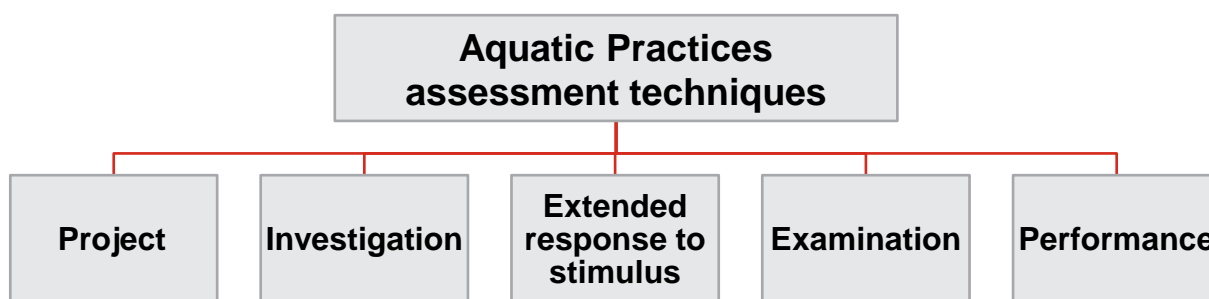 Aquatic Practices
assessment techniques
Project
Investigation
Extended
response to
stimulus
Examination
Performance